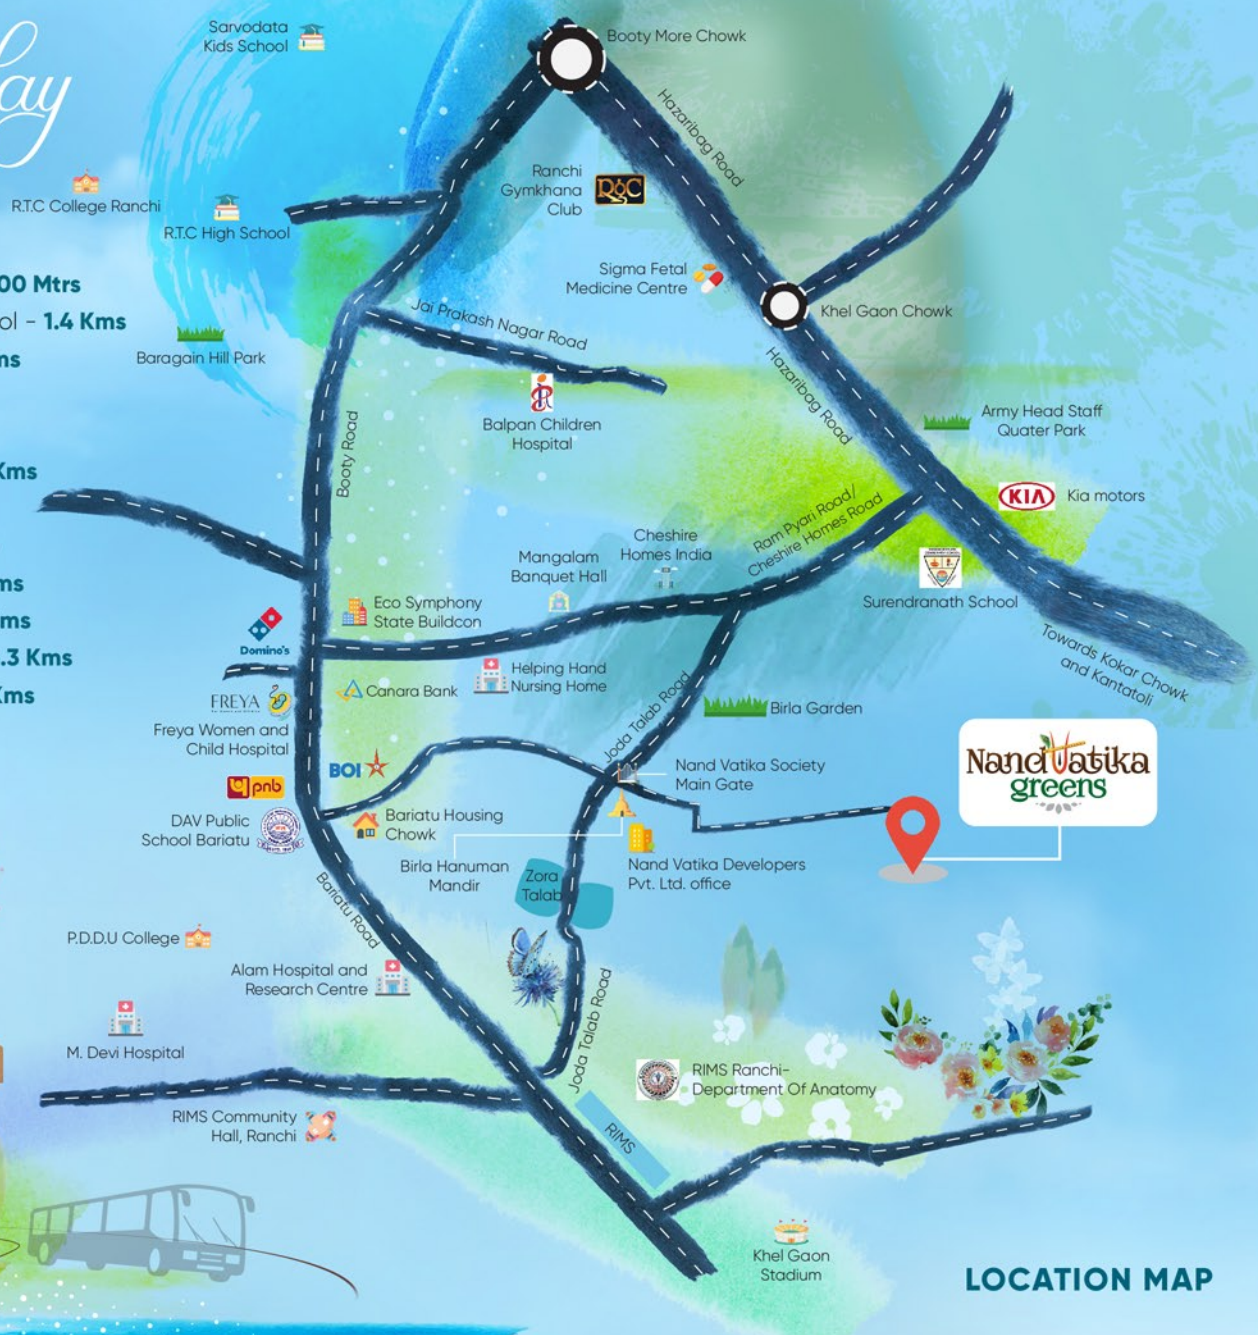 ay
Sarvodata
Kids School
Booty More Chowk
Hazaribag Road
Ranchi
Gymkhana
Club
RGC
R.T.C College Ranchi
R.T.C High School
Sigma Fetal
Medicine Centre
Khel Gaon Chowk
00 Mtrs
ol - 1.4 Kms
ms
Jai Prakash Nagar Road
Baragain Hill Park
Hazaribag Road
Balpan Children
Hospital
Army Head Staff
Quater Park
Booty Road
Kms
KIA
Kia motors
Ram Pyari Road/
Cheshire Homes Road
Cheshire
Homes India
Mangalam
Banquet Hall
Surendranath School
ms
ms
.3 Kms
Kms
Eco Symphony
State Buildcon
Domino's
Towards Kokar Chowk
and Kantatoli
Helping Hand
Nursing Home
Canara Bank
FREYA
Freya Women and
Child Hospital
Joda Talab Road
Birla Garden
BOI
Nand Vatika Society
Main Gate
Nand Vatika
greens
pnb
DAV Public
School Bariatu
Bariatu Housing
Chowk
Birla Hanuman
Mandir
Zora
Talab
Nand Vatika Developers
Pvt. Ltd. office
Bariatu Road
P.D.D.U College
Alam Hospital and
Research Centre
M. Devi Hospital
Joda Talab Road
RIMS Ranchi-
Department Of Anatomy
RIMS Community
Hall, Ranchi
RIMS
Khel Gaon
Stadium
LOCATION MAP